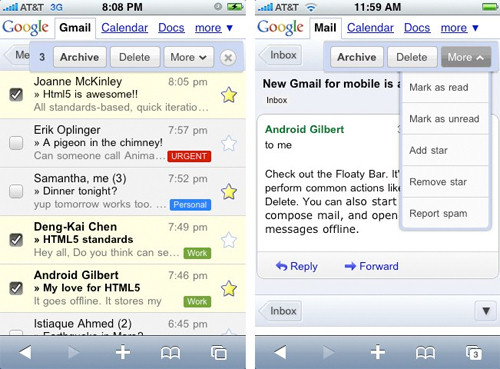 AT&T 3G 8:08 PM
Google Gmail Calendar Docs more ▼
3 Archive Delete More
Joanne McKinley 8:05 pm
» Html5 is awesome!!
All standards-based, quick iteratio...
Erik Oplinger 7:57 pm
» A pigeon in the chimney!
Can someone call Anima... URGENT
Samantha, me (3) 7:52 pm
» Dinner tonight?
yup tomorrow works too. ... Personal
Deng-Kai Chen 7:49 pm
» HTML5 standards
Hey all, Do you think we se... Work
Android Gilbert 7:46 pm
» My love for HTML5
It goes offline. It stores my Work
Istiaque Ahmed (2) 6:45 pm
AT&T 11:59 AM
Google Mail Calendar Docs more ▼
Inbox Archive Delete More
New Gmail for mobile is a
Inbox
Mark as read
Mark as unread
Add star
Remove star
Report spam
Android Gilbert
to me
Check out the Floaty Bar. It'
perform common actions like
Delete. You can also start
compose mail, and open
messages offline.
Reply Forward
Inbox
3